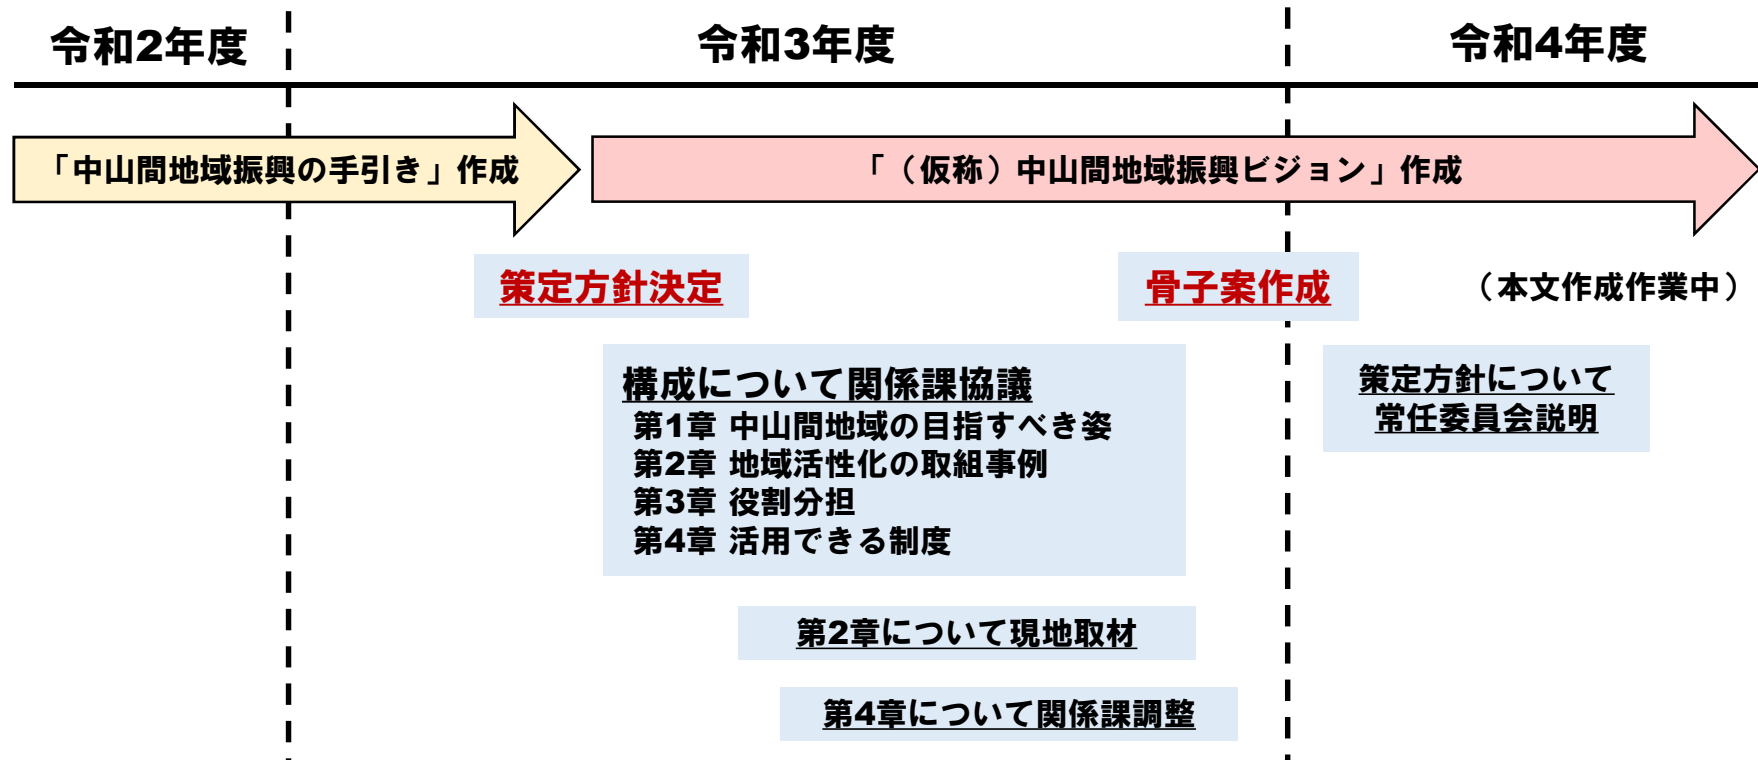 令和2年度
令和3年度
令和4年度
「中山間地域振興の手引き」作成
「（仮称）中山間地域振興ビジョン」作成
策定方針決定
骨子案作成
（本文作成作業中）
構成について関係課協議
第1章 中山間地域の目指すべき姿
第2章 地域活性化の取組事例
第3章 役割分担
第4章 活用できる制度
策定方針について
常任委員会説明
第2章について現地取材
第4章について関係課調整